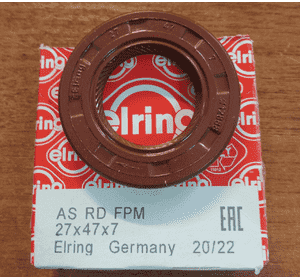 elring
AS RD FPM
27x47x7
Elring Germany 20/22
EAC